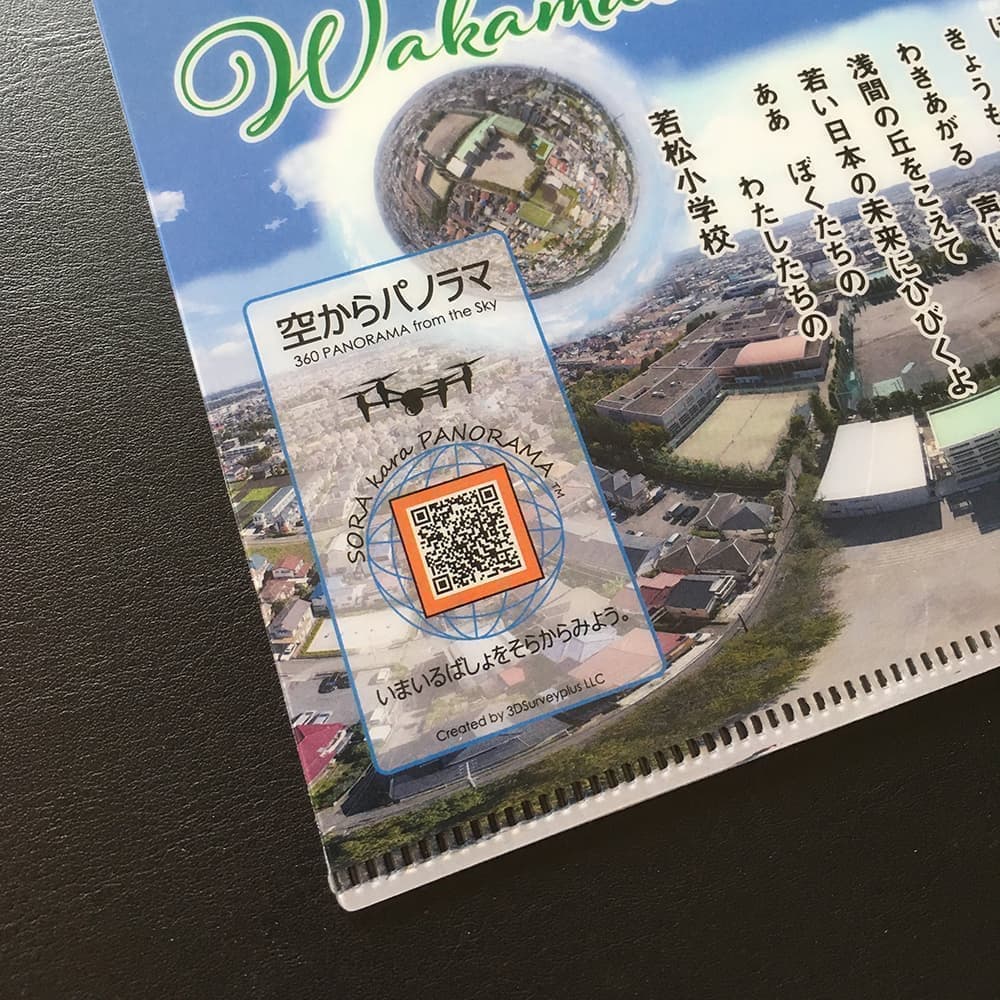 Wakama
きょうも
わきあがる 声は
浅間の丘をこえて
若い日本の未来にひびくよ
ああ ぼくたちの
わたしたちの
若松小学校
空からパノラマ
360 PANORAMA from the Sky
SORA kara PANORAMA™
いまいるばしょをそらからみよう。
Created by 3DSurveyplus LLC